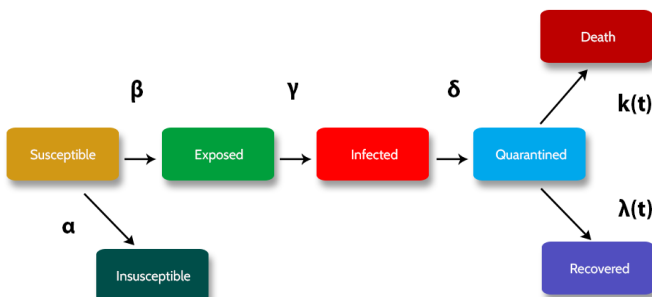 Death
β
γ
δ
k(t)
Susceptible
Exposed
Infected
Quarantined
α
λ(t)
Insusceptible
Recovered